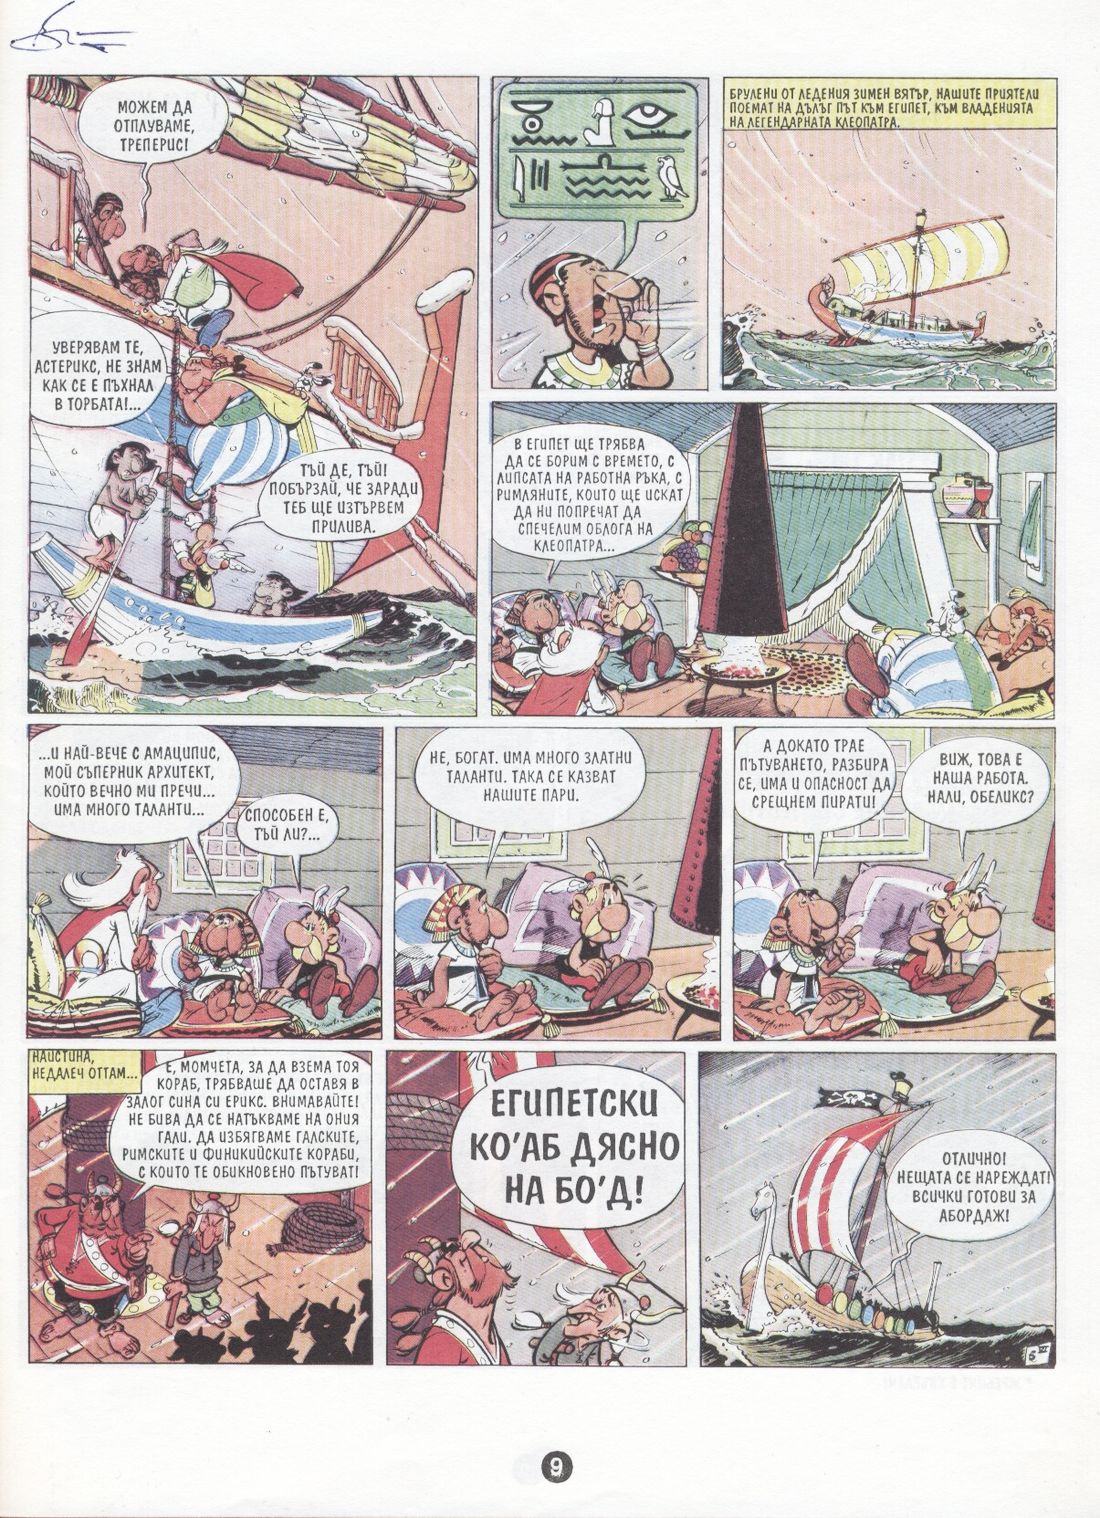 МОЖЕМ ДА
ОТПЛУВАМЕ,
ТРЕПЕРИС!
УВЕРЯВАМ ТЕ,
АСТЕРИКС, НЕ ЗНАМ
КАК СЕ Е ПЪХНАЛ
В ТОРБАТА!...
ТЪЙ ДЕ, ТЪЙ!
ПОБЪРЗАЙ, ЧЕ ЗАРАДИ
ТЕБ ЩЕ ИЗТЪРВЕМ
ПРИЛИВА.
БРУЛЕНИ ОТ ЛЕДЕНИЯ ЗИМЕН ВЯТЪР, НАШИТЕ ПРИЯТЕЛИ
ПОЕМАТ НА ДЪЛЪГ ПЪТ КЪМ ЕГИПЕТ, КЪМ ВЛАДЕНИЯТА
НА ЛЕГЕНДАРНАТА КЛЕОПАТРА.
В ЕГИПЕТ ЩЕ ТРЯБВА
ДА СЕ БОРИМ С ВРЕМЕТО, С
ЛИПСАТА НА РАБОТНА РЪКА, С
РИМЛЯНИТЕ, КОИТО ЩЕ ИСКАТ
ДА НИ ПОПРЕЧАТ ДА
СПЕЧЕЛИМ ОБЛОГА НА
КЛЕОПАТРА...
...И НАЙ-ВЕЧЕ С АМАЦИПИС,
МОЙ СЪПЕРНИК АРХИТЕКТ,
КОЙТО ВЕЧНО МИ ПРЕЧИ...
ИМА МНОГО ТАЛАНТИ...
СПОСОБЕН Е,
ТЪЙ ЛИ?...
НЕ, БОГАТ. ИМА МНОГО ЗЛАТНИ
ТАЛАНТИ. ТАКА СЕ КАЗВАТ
НАШИТЕ ПАРИ.
А ДОКАТО ТРАЕ
ПЪТУВАНЕТО, РАЗБИРА
СЕ, ИМА И ОПАСНОСТ ДА
СРЕЩНЕМ ПИРАТИ!
ВИЖ, ТОВА Е
НАША РАБОТА.
НАЛИ, ОБЕЛИКС?
НАИСТИНА,
НЕДАЛЕЧ ОТТАМ...
Е, МОМЧЕТА, ЗА ДА ВЗЕМА ТОЯ
КОРАБ, ТРЯБВАШЕ ДА ОСТАВЯ В
ЗАЛОГ СИНА СИ ЕРИКС. ВНИМАВАЙТЕ!
НЕ БИВА ДА СЕ НАТЪКВАМЕ НА ОНИЯ
ГАЛИ. ДА ИЗБЯГВАМЕ ГАЛСКИТЕ,
РИМСКИТЕ И ФИНИКИЙСКИТЕ КОРАБИ,
С КОИТО ТЕ ОБИКНОВЕНО ПЪТУВАТ!
ЕГИПЕТСКИ
КО'АБ ДЯСНО
НА БО'Д!
ОТЛИЧНО!
НЕЩАТА СЕ НАРЕЖДАТ!
ВСИЧКИ ГОТОВИ ЗА
АБОРДАЖ!
5 VI
9